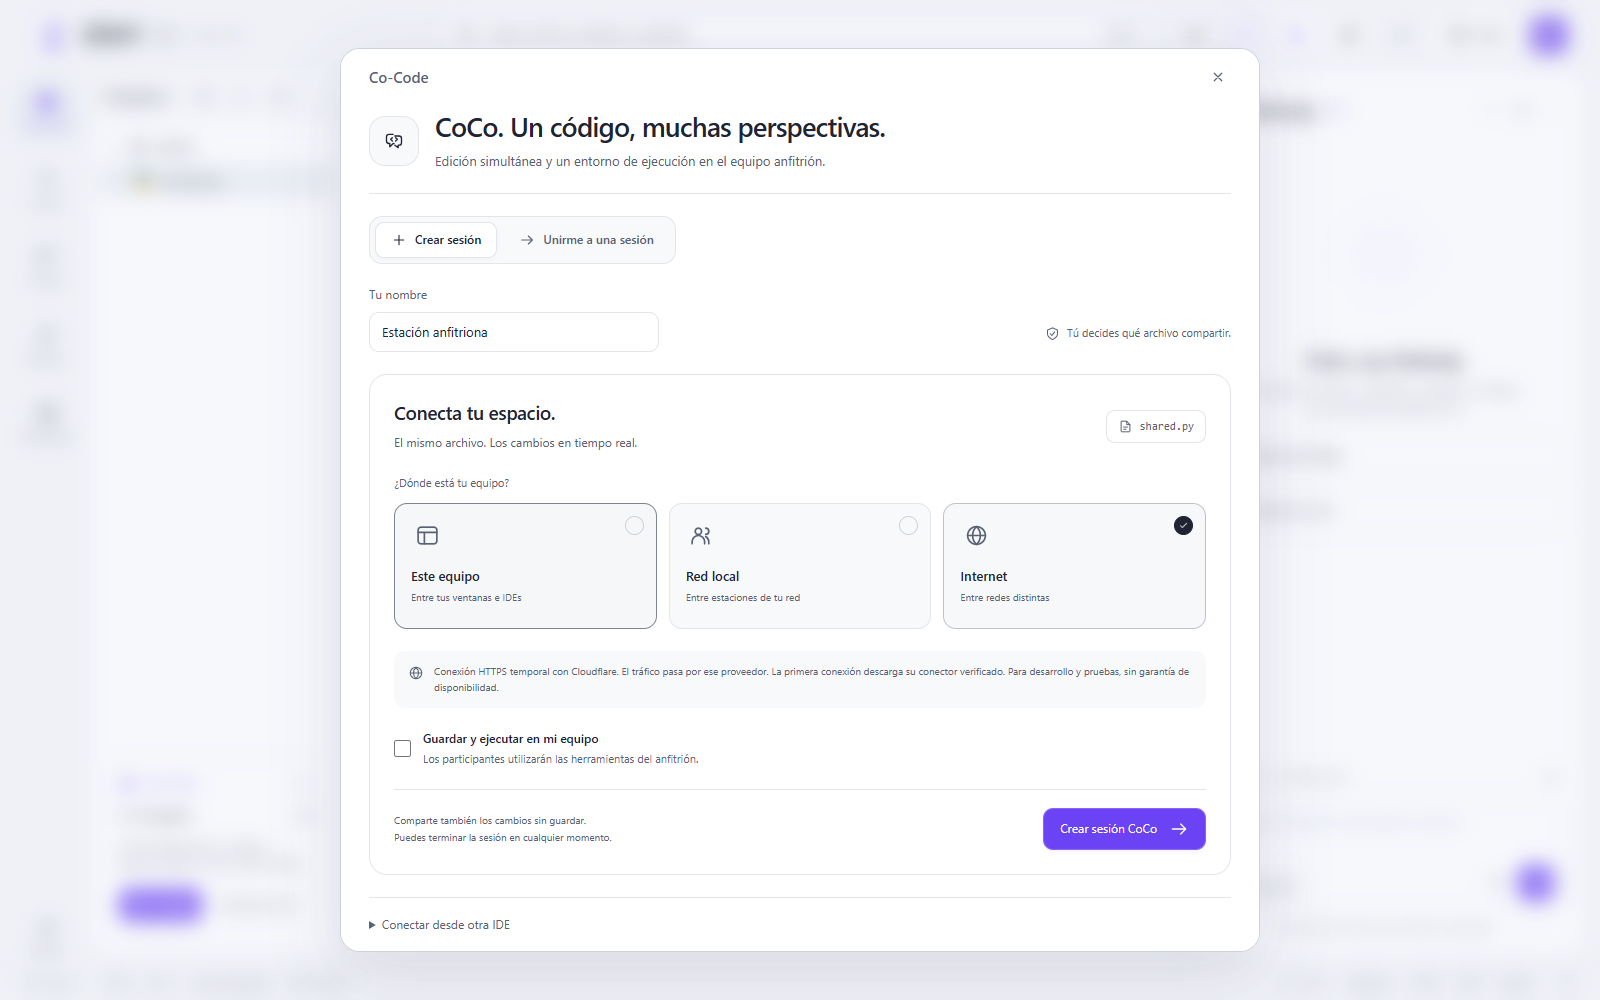 Co-Code
CoCo. Un código, muchas perspectivas.
Edición simultánea y un entorno de ejecución en el equipo anfitrión.
Crear sesión
Unirme a una sesión
Tu nombre
Estación anfitriona
Tú decides qué archivo compartir.
Conecta tu espacio.
El mismo archivo. Los cambios en tiempo real.
shared.py
¿Dónde está tu equipo?
Este equipo
Entre tus ventanas e IDEs
Red local
Entre estaciones de tu red
Internet
Entre redes distintas
Conexión HTTPS temporal con Cloudflare. El tráfico pasa por ese proveedor. La primera conexión descarga su conector verificado. Para desarrollo y pruebas, sin garantía de
disponibilidad.
Guardar y ejecutar en mi equipo
Los participantes utilizarán las herramientas del anfitrión.
Comparte también los cambios sin guardar.
Puedes terminar la sesión en cualquier momento.
Crear sesión CoCo
Conectar desde otra IDE